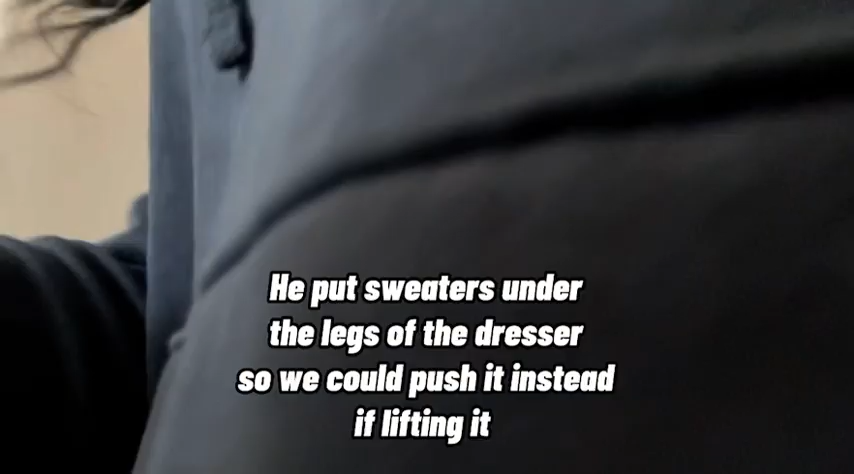 He put sweaters under
the legs of the dresser
so we could push it instead
if lifting it